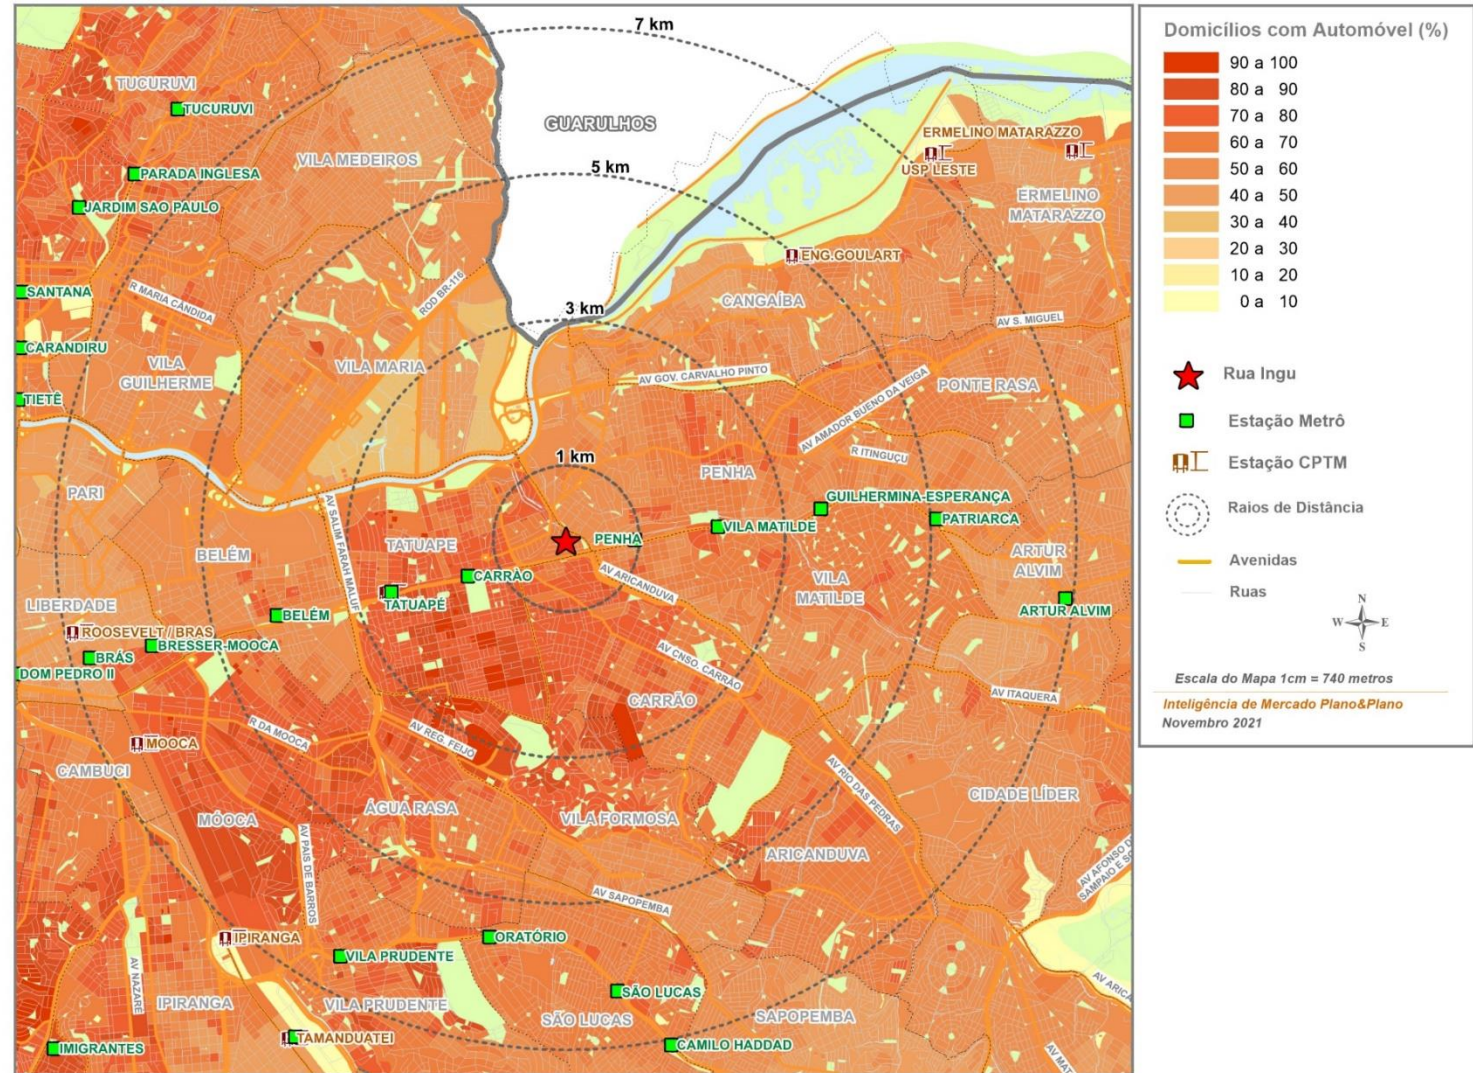 7 km
TUCURUVI
TUCURUVI
GUARULHOS
ERMELINO MATARAZZO
VILA MEDEIROS
PARADA INGLESA
5 km
USP LESTE
JARDIM SAO PAULO
ERMELINO
MATARAZZO
ENG.GOULART
SANTANA
ROD BR-116
R MARIA CÂNDIDA
CANGAÍBA
3 km
AV S. MIGUEL
CARANDIRU
VILA
GUILHERME
VILA MARIA
AV GOV. CARVALHO PINTO
PONTE RASA
TIETÊ
AV AMADOR BUENO DA VEIGA
R ITINGUÇU
1 km
PENHA
PARI
GUILHERMINA-ESPERANÇA
PATRIARCA
VILA MATILDE
AV SALIM FARAH MALUF
BELÉM
TATUAPE
PENHA
ARTUR
ALVIM
CARRÃO
AV ARICANDUVA
VILA
MATILDE
TATUAPÉ
LIBERDADE
BELÉM
ARTUR ALVIM
ROOSEVELT / BRAS
BRESSER-MOOCA
BRÁS
DOM PEDRO II
AV CNSO. CARRÃO
CARRÃO
AV ITAQUERA
R DA MOOCA
AV REG. FEIJÓ
MOOCA
CAMBUCI
AV RIO DAS PEDRAS
CIDADE LÍDER
MÓOCA
ÁGUA RASA
VILA FORMOSA
AV PAIS DE BARROS
ARICANDUVA
AV AFONSO D
SAMPAIO E S
AV SAPOPEMBA
IPIRANGA
ORATÓRIO
VILA PRUDENTE
AV NAZARÉ
IPIRANGA
VILA PRUDENTE
SÃO LUCAS
SÃO LUCAS
SAPOPEMBA
AV ARICA
TAMANDUATEI
IMIGRANTES
CAMILO HADDAD
AV MAT
Domicílios com Automóvel (%)
90 a 100
80 a 90
70 a 80
60 a 70
50 a 60
40 a 50
30 a 40
20 a 30
10 a 20
0 a 10
Rua Ingu
Estação Metrô
Estação CPTM
Raios de Distância
Avenidas
Ruas
N
W E
S
Escala do Mapa 1cm = 740 metros
Inteligência de Mercado Plano&Plano
Novembro 2021